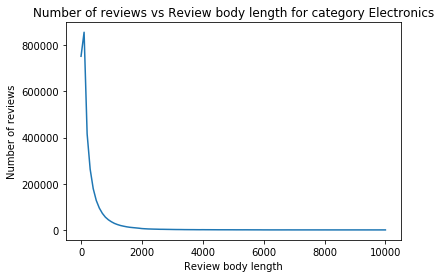 Number of reviews vs Review body length for category Electronics
800000
600000
400000
200000
0
Number of reviews
0 2000 4000 6000 8000 10000
Review body length